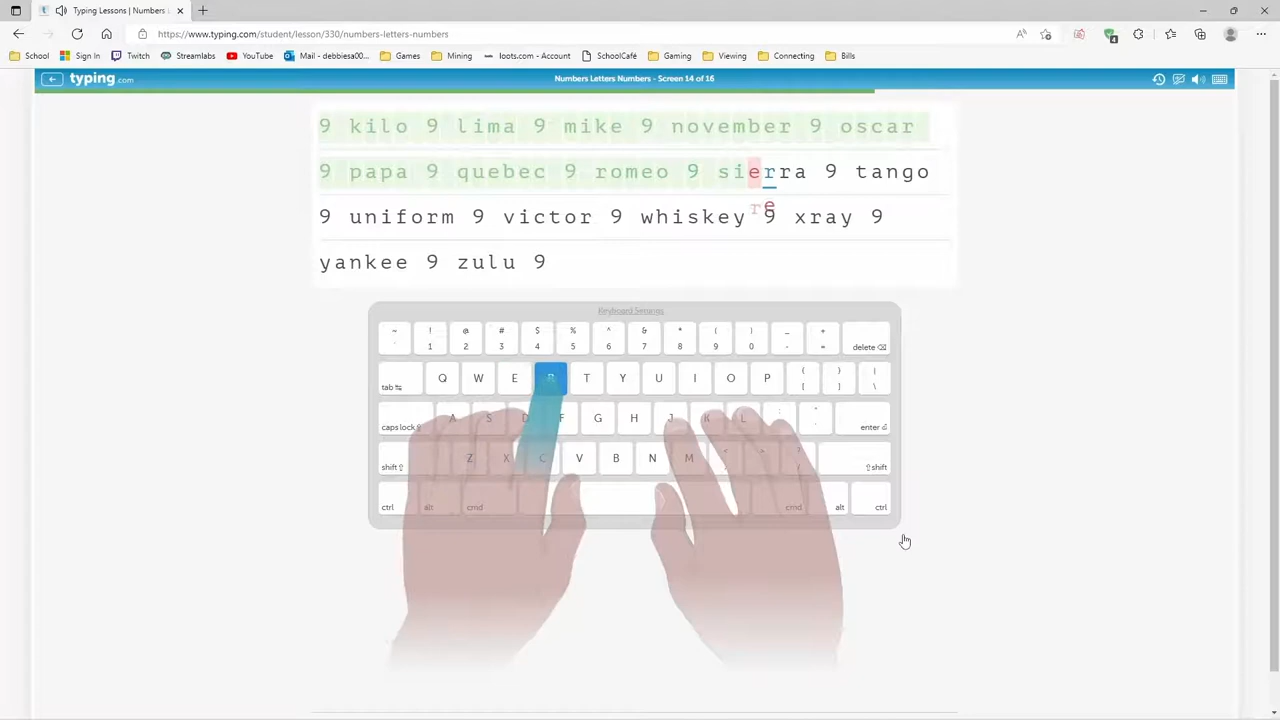 Typing Lessons | Numbers L
https://www.typing.com/student/lesson/330/numbers-letters-numbers
School
Sign In
Twitch
Streamlabs
YouTube
Mail - debbiesa00...
Games
Mining
loots.com - Account
SchoolCafé
Gaming
Viewing
Connecting
Bills
typing.com
Numbers Letters Numbers - Screen 14 of 16
9 kilo 9 lima 9 mike 9 november 9 oscar
9 papa 9 quebec 9 romeo 9 sierra 9 tango
r e
9 uniform 9 victor 9 whiskey 9 xray 9
yankee 9 zulu 9
Keyboard Settings
~ ! @ # $ % ^ & * ( ) _ +
` 1 2 3 4 5 6 7 8 9 0 - = delete
tab Q W E R T Y U I O P { [ } ] | \
caps lock A S D F G H J K L : ; " ' enter
shift Z X C V B N M < , > . ? / shift
ctrl alt cmd cmd alt ctrl